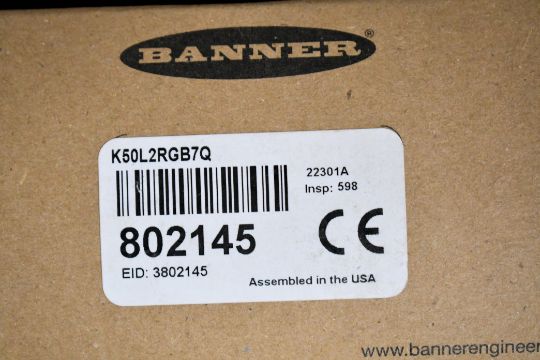 BANNER®
K50L2RGB7Q
22301A
Insp: 598
802145
CE
EID: 3802145
Assembled in the USA
www.bannerengineer